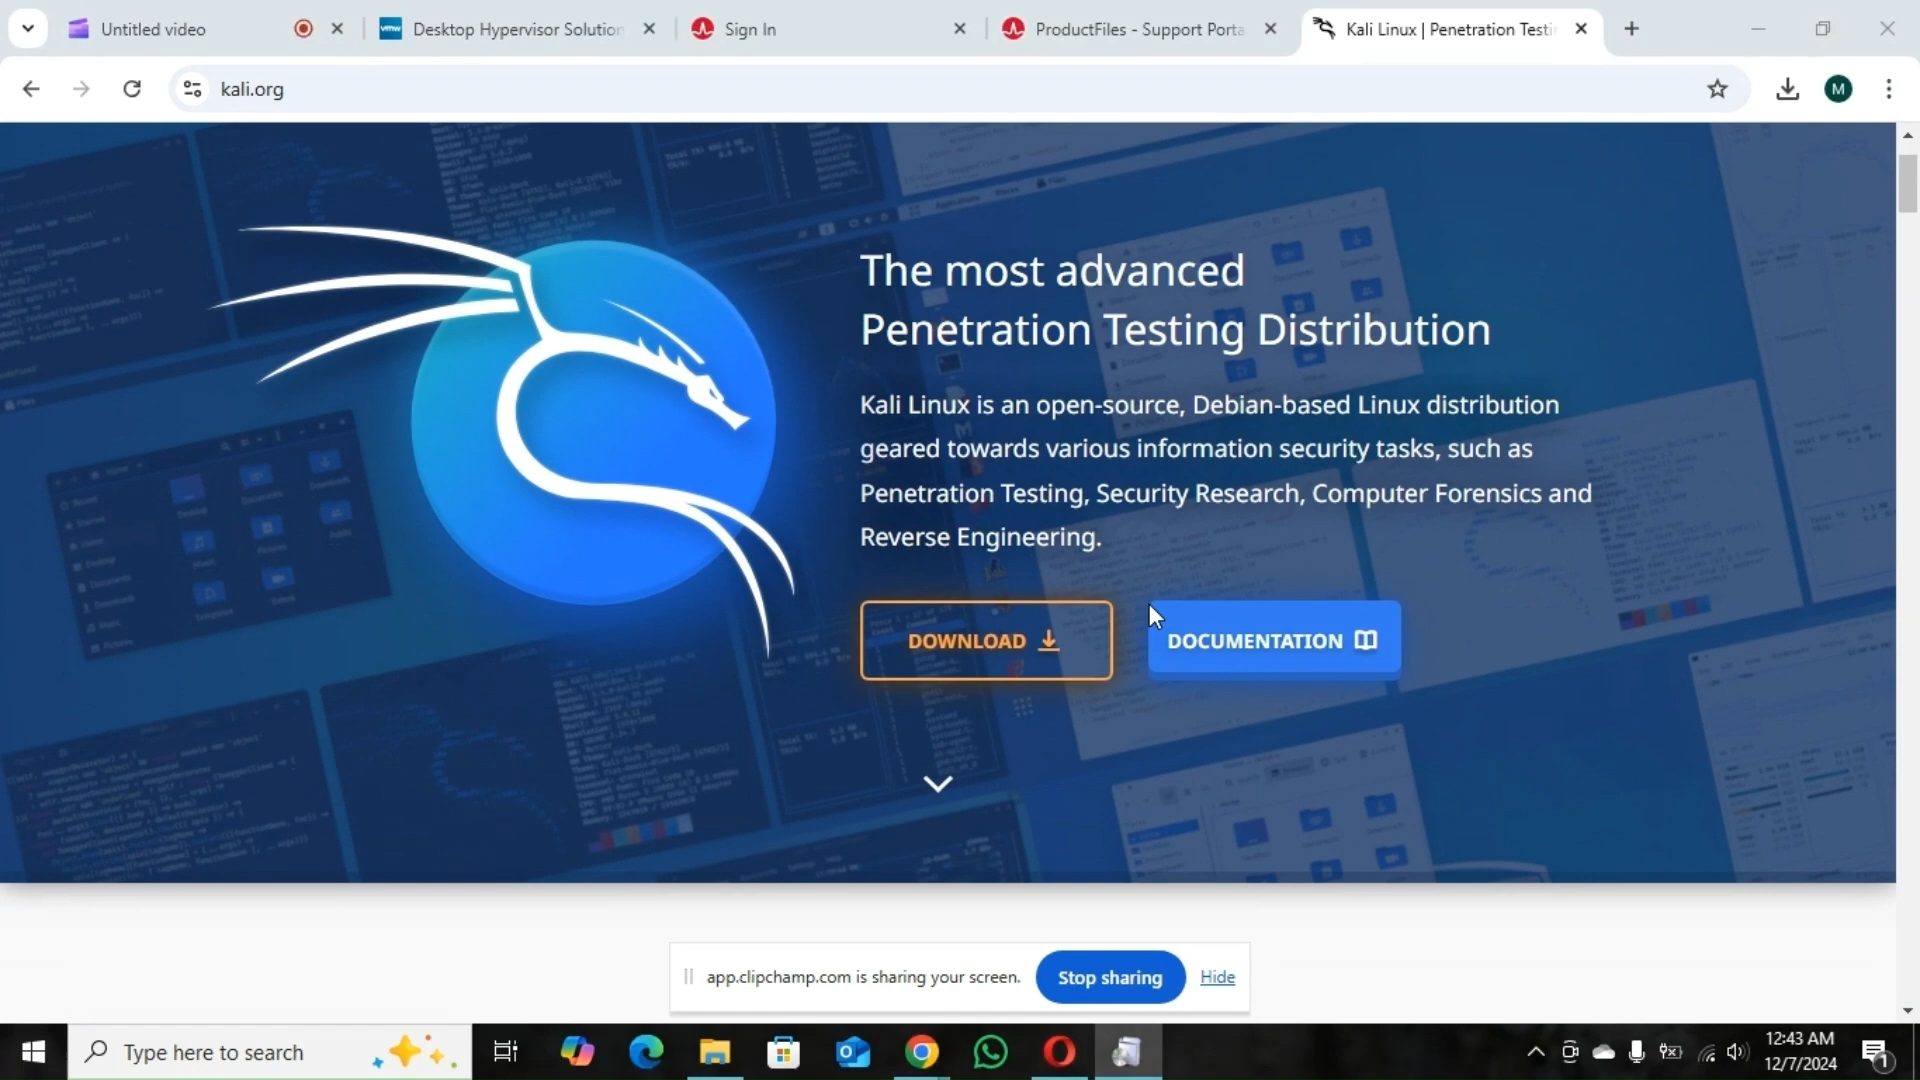 Untitled video
vmw
Desktop Hypervisor Solution
Sign In
ProductFiles - Support Porta
Kali Linux | Penetration Testi
kali.org
M
The most advanced
Penetration Testing Distribution
Kali Linux is an open-source, Debian-based Linux distribution
geared towards various information security tasks, such as
Penetration Testing, Security Research, Computer Forensics and
Reverse Engineering.
DOWNLOAD
DOCUMENTATION
app.clipchamp.com is sharing your screen.
Stop sharing
Hide
Type here to search
12:43 AM
12/7/2024
1